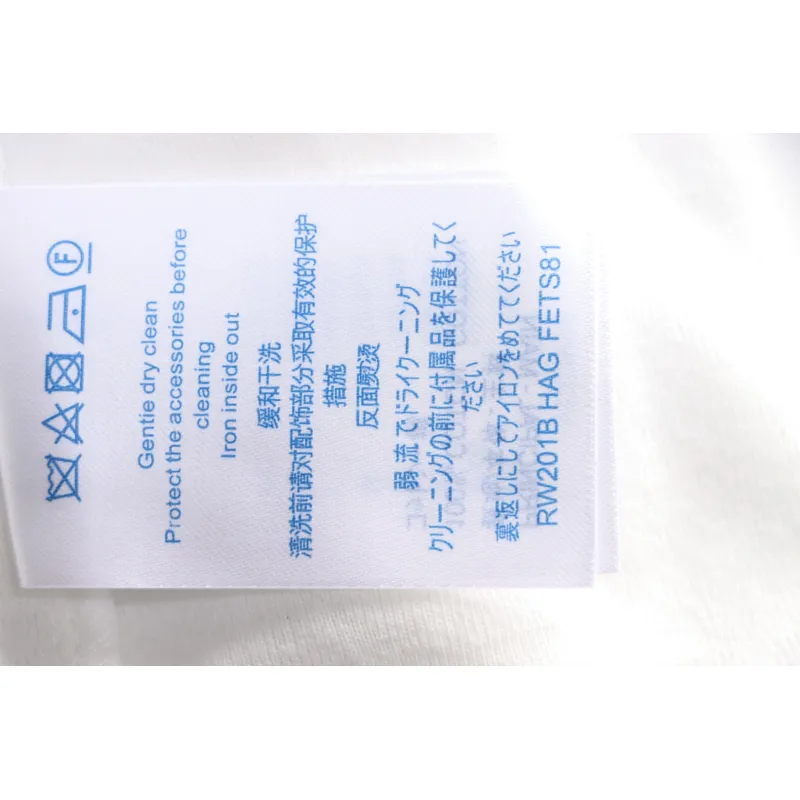 F
Gentie dry clean
Protect the accessories before
cleaning
Iron inside out
缓和干洗
清洗前请对配饰部分采取有效的保护
措施
反面熨烫
弱 流 でドライクーニング
クリーニングの前に付属品を保護してく
ださい
裏返しにしてアイロンをめててください
RW201B HAG FETS81